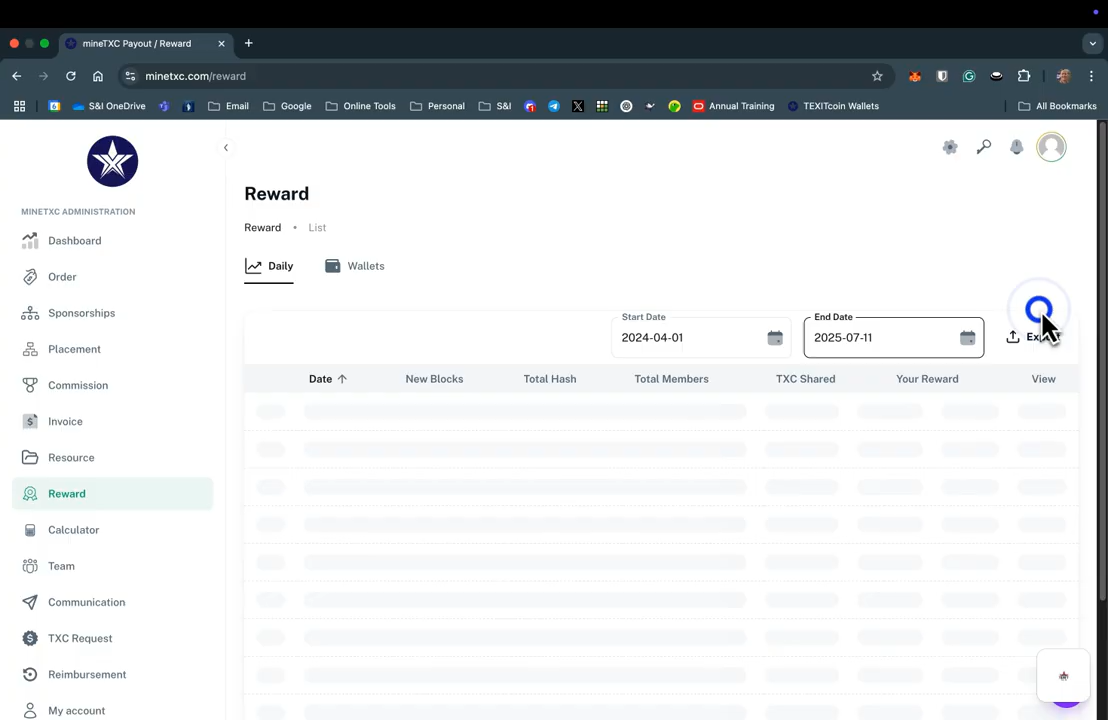 mineTXC Payout / Reward
minetxc.com/reward
S&I OneDrive
Email
Google
Online Tools
Personal
S&I
Annual Training
TEXITcoin Wallets
All Bookmarks
MINETXC ADMINISTRATION
Dashboard
Order
Sponsorships
Placement
Commission
Invoice
Resource
Reward
Calculator
Team
Communication
TXC Request
Reimbursement
My account
Reward
Reward • List
Daily Wallets
Start Date End Date
2024-04-01 2025-07-11
Date New Blocks Total Hash Total Members TXC Shared Your Reward View